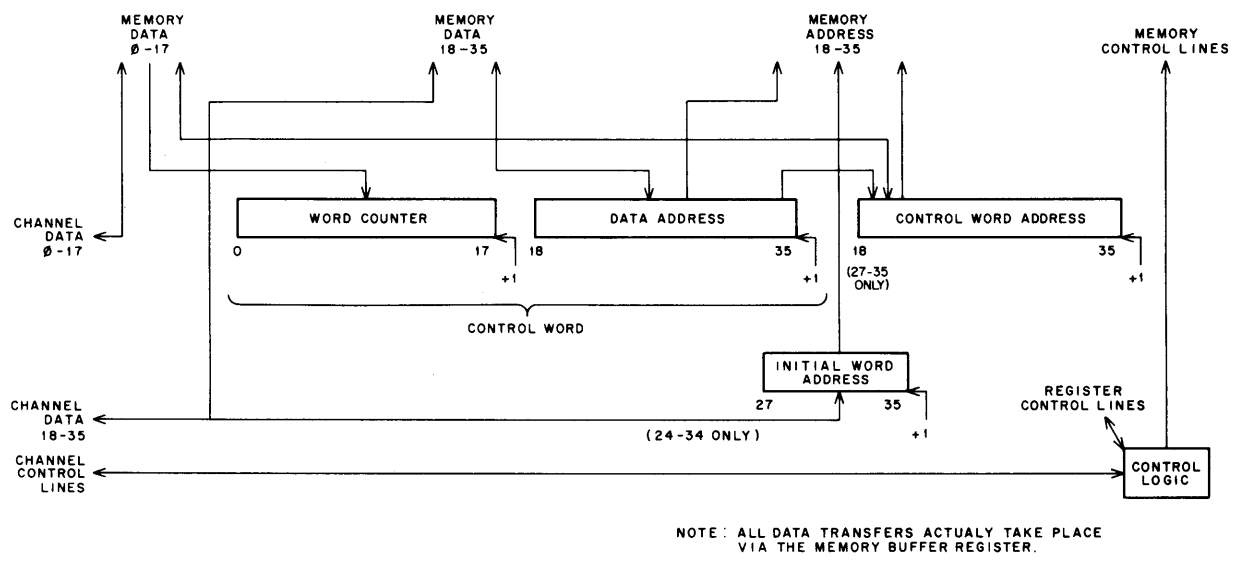 MEMORY
DATA
Ø-17
MEMORY
DATA
18-35
MEMORY
ADDRESS
18-35
MEMORY
CONTROL LINES
CHANNEL
DATA
Ø-17
WORD COUNTER
0
17
+1
DATA ADDRESS
18
35
+1
CONTROL WORD ADDRESS
18
(27-35
ONLY)
35
+1
CONTROL WORD
INITIAL WORD
ADDRESS
27
35
+1
CHANNEL
DATA
18-35
(24-34 ONLY)
REGISTER
CONTROL LINES
CHANNEL
CONTROL
LINES
CONTROL
LOGIC
NOTE: ALL DATA TRANSFERS ACTUALY TAKE PLACE
VIA THE MEMORY BUFFER REGISTER.